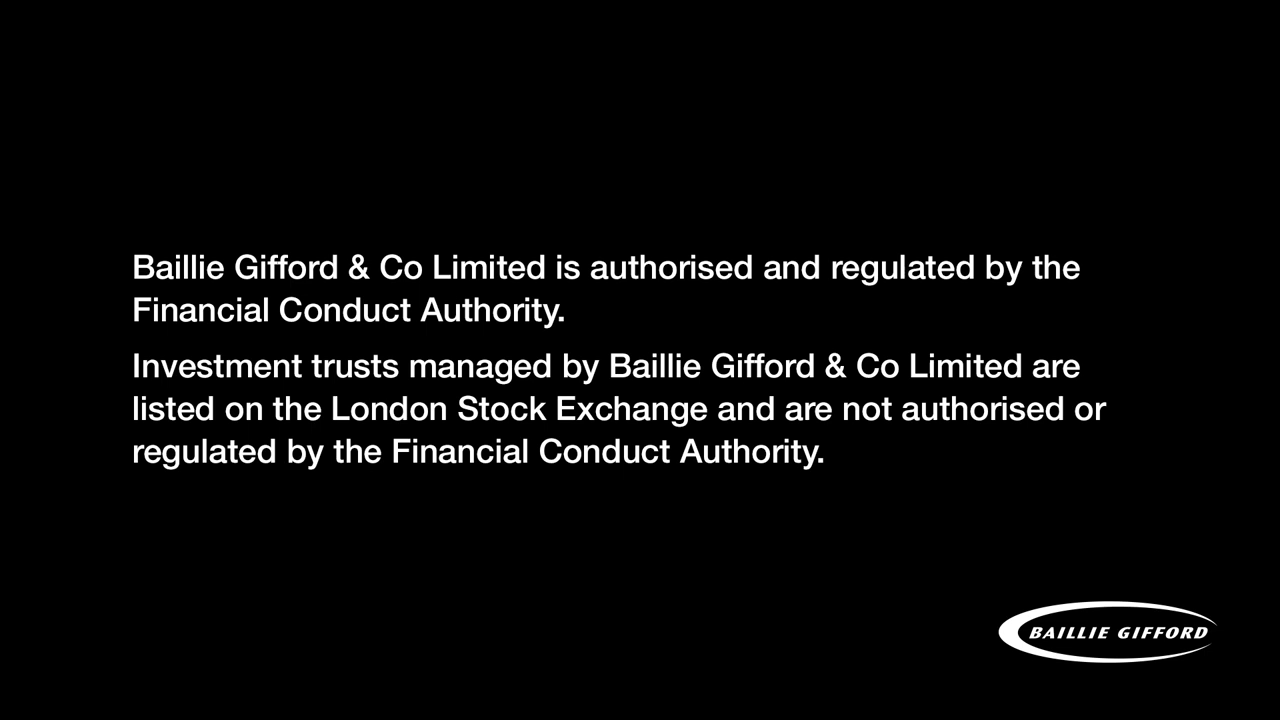 Baillie Gifford & Co Limited is authorised and regulated by the
Financial Conduct Authority.
Investment trusts managed by Baillie Gifford & Co Limited are
listed on the London Stock Exchange and are not authorised or
regulated by the Financial Conduct Authority.
BAILLIE GIFFORD